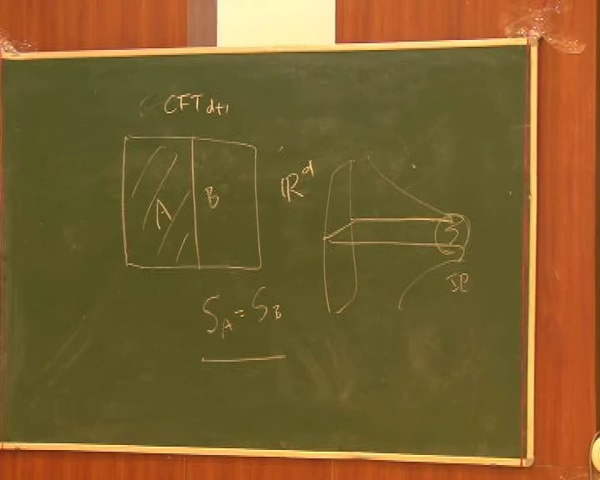 CFT d+1
A
B
ℝ^d
S_A = S_B